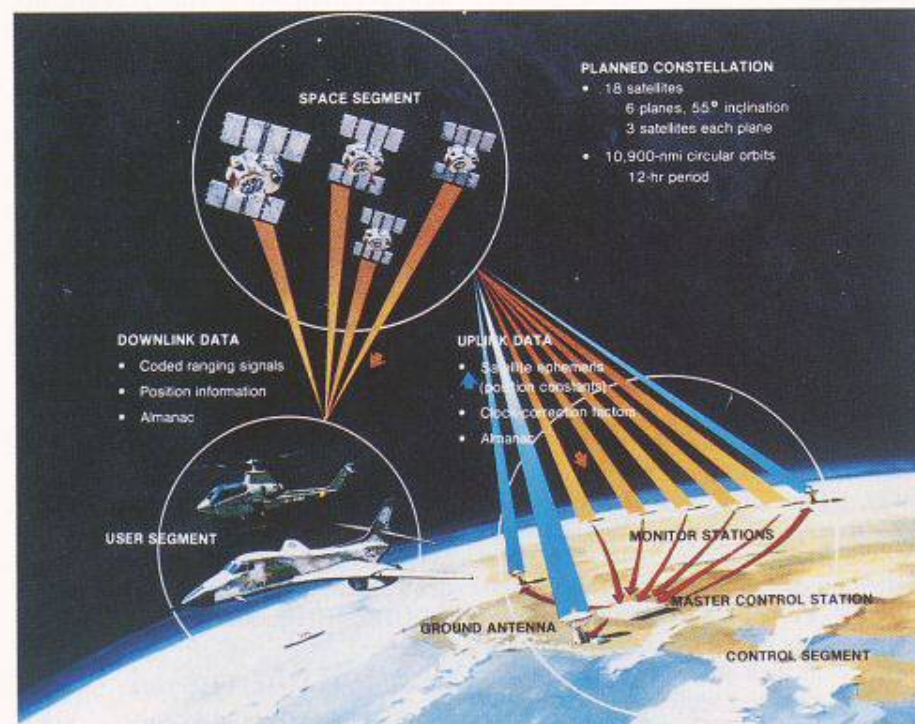 PLANNED CONSTELLATION
• 18 satellites
6 planes, 55° inclination
3 satellites each plane
• 10,900-nmi circular orbits
12-hr period
SPACE SEGMENT
DOWNLINK DATA
• Coded ranging signals
• Position information
• Almanac
UPLINK DATA
• Satellite ephemeris
(position constants)
• Clock-correction factors
• Almanac
USER SEGMENT
MONITOR STATIONS
MASTER CONTROL STATION
GROUND ANTENNA
CONTROL SEGMENT